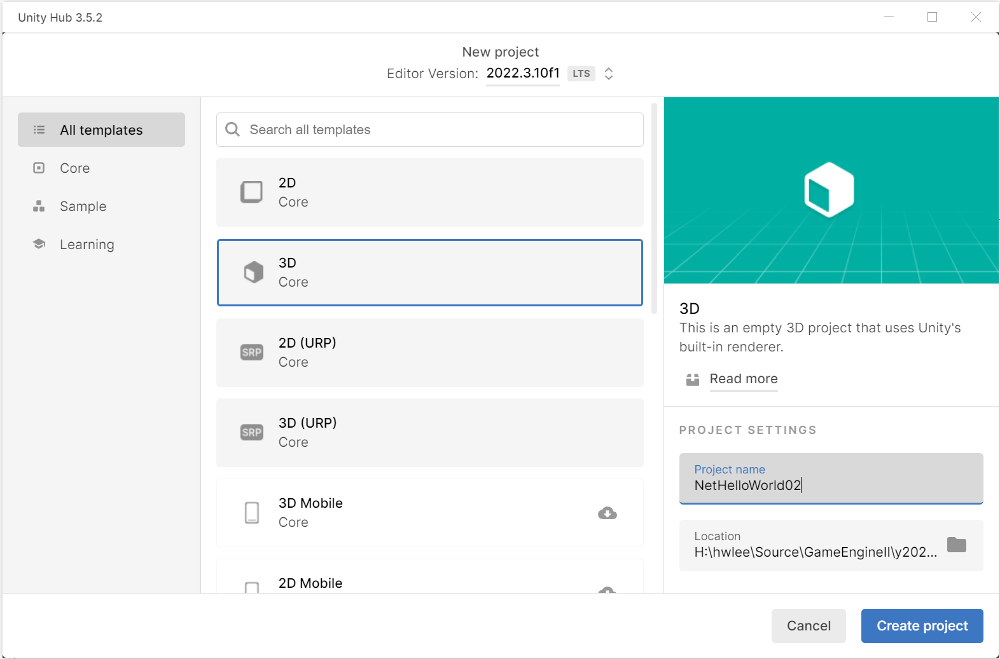 Unity Hub 3.5.2
New project
Editor Version: 2022.3.10f1 LTS
All templates
Core
Sample
Learning
Search all templates
2D
Core
3D
Core
SRP
2D (URP)
Core
SRP
3D (URP)
Core
3D Mobile
Core
2D Mobile
3D
This is an empty 3D project that uses Unity's
built-in renderer.
Read more
PROJECT SETTINGS
Project name
NetHelloWorld02
Location
H:\hwlee\Source\GameEngineII\y202...
Cancel
Create project